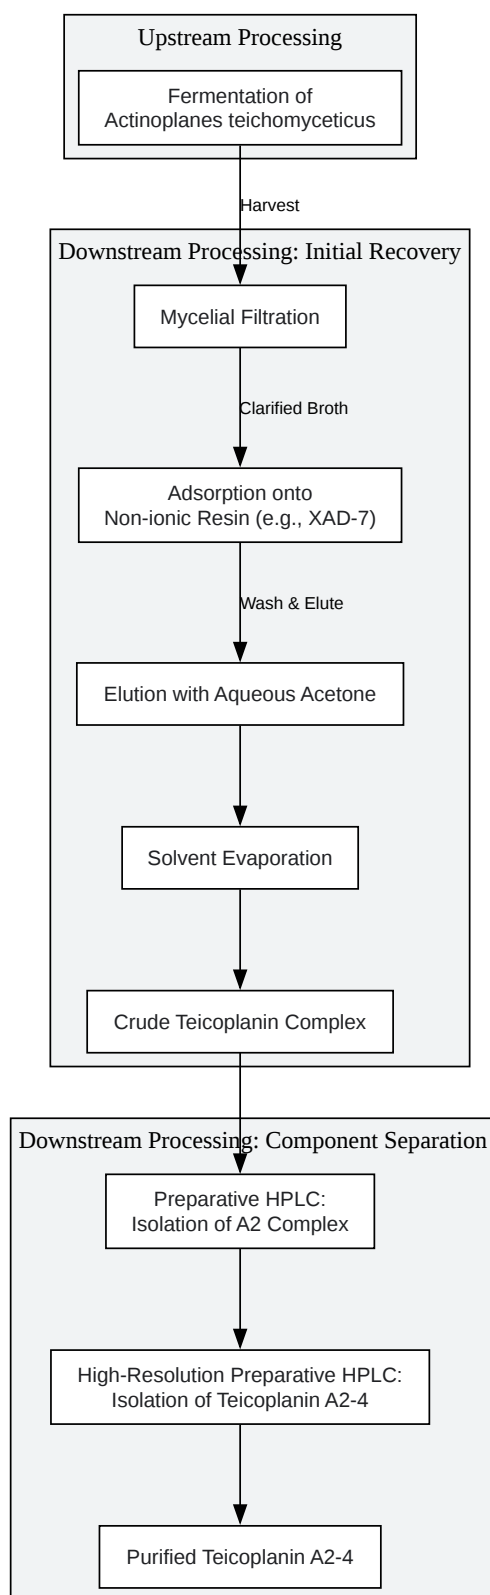 Upstream Processing
Fermentation of
Actinoplanes teichomyceticus
Harvest
Downstream Processing: Initial Recovery
Mycelial Filtration
Clarified Broth
Adsorption onto
Non-ionic Resin (e.g., XAD-7)
Wash & Elute
Elution with Aqueous Acetone
Solvent Evaporation
Crude Teicoplanin Complex
Downstream Processing: Component Separation
Preparative HPLC:
Isolation of A2 Complex
High-Resolution Preparative HPLC:
Isolation of Teicoplanin A2-4
Purified Teicoplanin A2-4